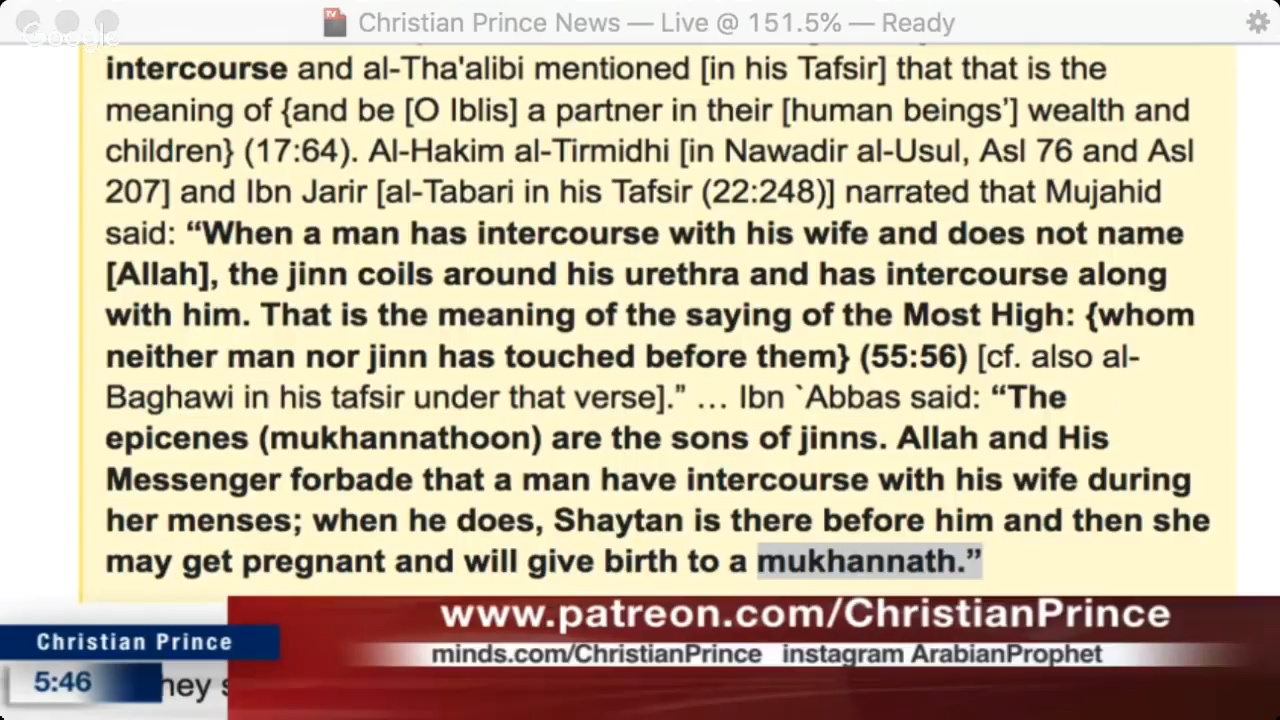 Christian Prince News — Live @ 151.5% — Ready
Google
intercourse and al-Tha'alibi mentioned [in his Tafsir] that that is the
meaning of {and be [O Iblis] a partner in their [human beings’] wealth and
children} (17:64). Al-Hakim al-Tirmidhi [in Nawadir al-Usul, Asl 76 and Asl
207] and Ibn Jarir [al-Tabari in his Tafsir (22:248)] narrated that Mujahid
said: “When a man has intercourse with his wife and does not name
[Allah], the jinn coils around his urethra and has intercourse along
with him. That is the meaning of the saying of the Most High: {whom
neither man nor jinn has touched before them} (55:56) [cf. also al-
Baghawi in his tafsir under that verse].” … Ibn `Abbas said: “The
epicenes (mukhannathoon) are the sons of jinns. Allah and His
Messenger forbade that a man have intercourse with his wife during
her menses; when he does, Shaytan is there before him and then she
may get pregnant and will give birth to a mukhannath.”
www.patreon.com/ChristianPrince
Christian Prince
minds.com/ChristianPrince instagram ArabianProphet
5:46